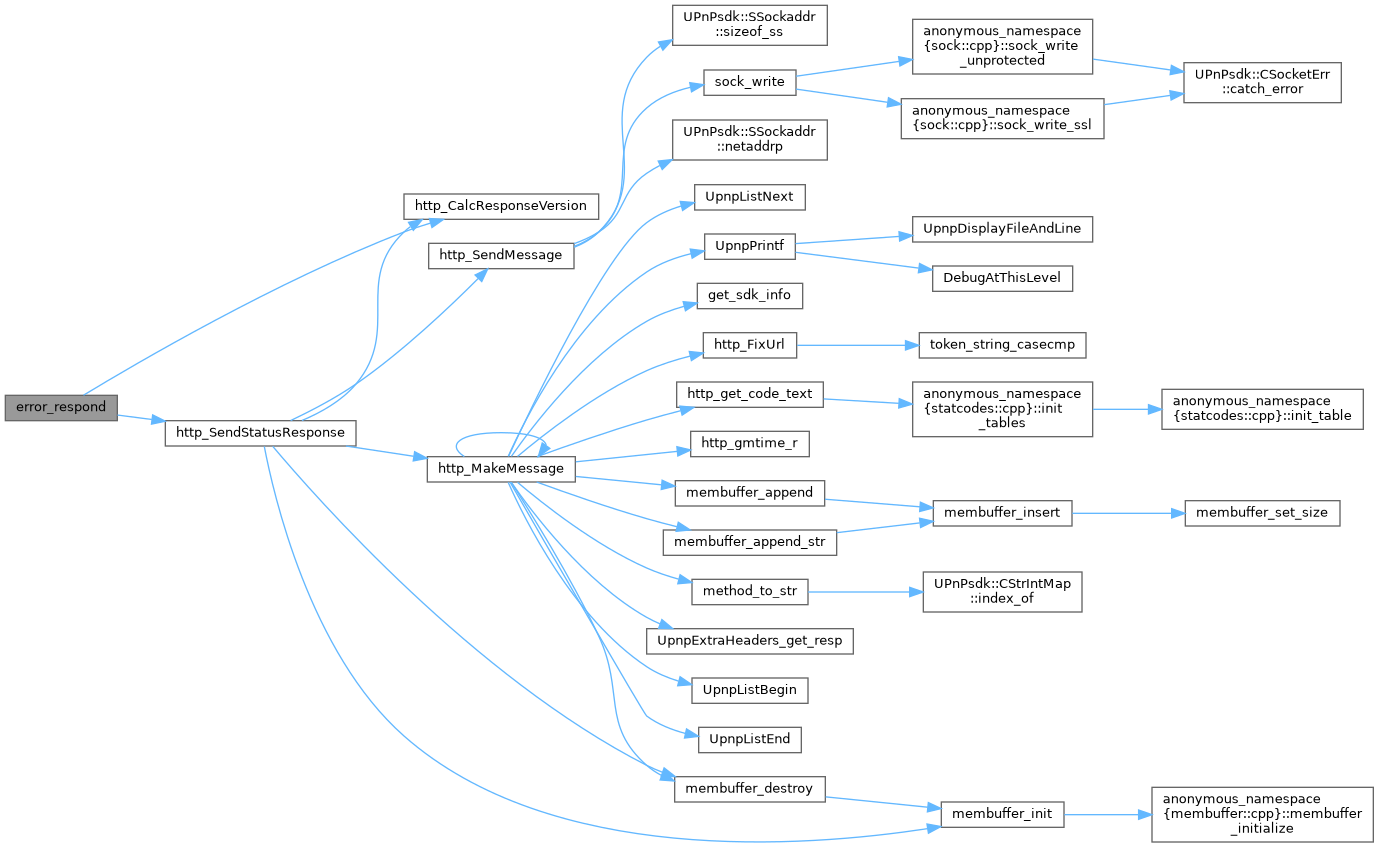 error_respond
http_CalcResponseVersion
http_SendStatusResponse
http_SendMessage
http_MakeMessage
UPnPsdk::SSockaddr
::sizeof_ss
sock_write
UPnPsdk::SSockaddr
::netaddrp
UpnpListNext
UpnpPrintf
get_sdk_info
http_FixUrl
http_get_code_text
http_gmtime_r
membuffer_append
membuffer_append_str
method_to_str
UpnpExtraHeaders_get_resp
UpnpListBegin
UpnpListEnd
membuffer_destroy
anonymous_namespace
{sock::cpp}::sock_write
_unprotected
anonymous_namespace
{sock::cpp}::sock_write_ssl
UpnpDisplayFileAndLine
DebugAtThisLevel
token_string_casecmp
anonymous_namespace
{statcodes::cpp}::init
_tables
membuffer_insert
UPnPsdk::CStrIntMap
::index_of
membuffer_init
UPnPsdk::CSocketErr
::catch_error
anonymous_namespace
{statcodes::cpp}::init_table
membuffer_set_size
anonymous_namespace
{membuffer::cpp}::membuffer
_initialize